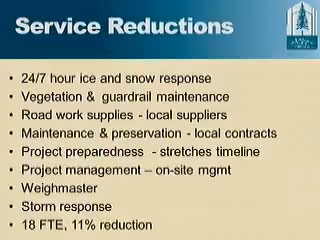 Service Reductions
• 24/7 hour ice and snow response
• Vegetation & guardrail maintenance
• Road work supplies - local suppliers
• Maintenance & preservation - local contracts
• Project preparedness - stretches timeline
• Project management – on-site mgmt
• Weighmaster
• Storm response
• 18 FTE, 11% reduction